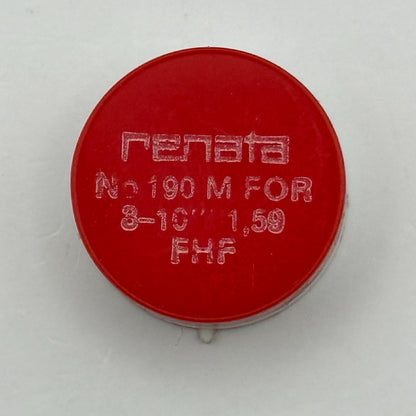 renata
No 190 M FOR
8-10''' 1,59
FHF